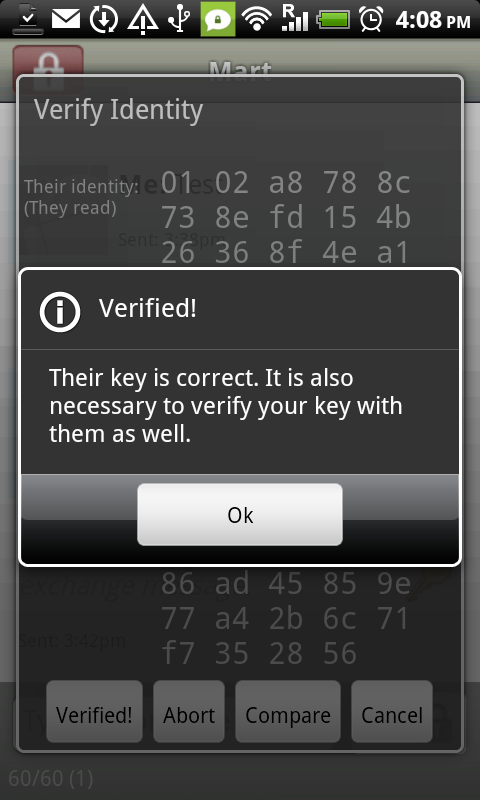 R 4:08 PM
Mart
Verify Identity
Their identity: 01 02 a8 78 8c
(They read) 73 8e fd 15 4b
Me: Test
Sent: 3:38pm
26 36 8f 4e a1
Verified!
Their key is correct. It is also
necessary to verify your key with
them as well.
Ok
86 ad 45 85 9e
exchange
77 a4 2b 6c 71
Sent: 3:42pm
f7 35 28 56
Verified! Abort Compare Cancel
60/60 (1)